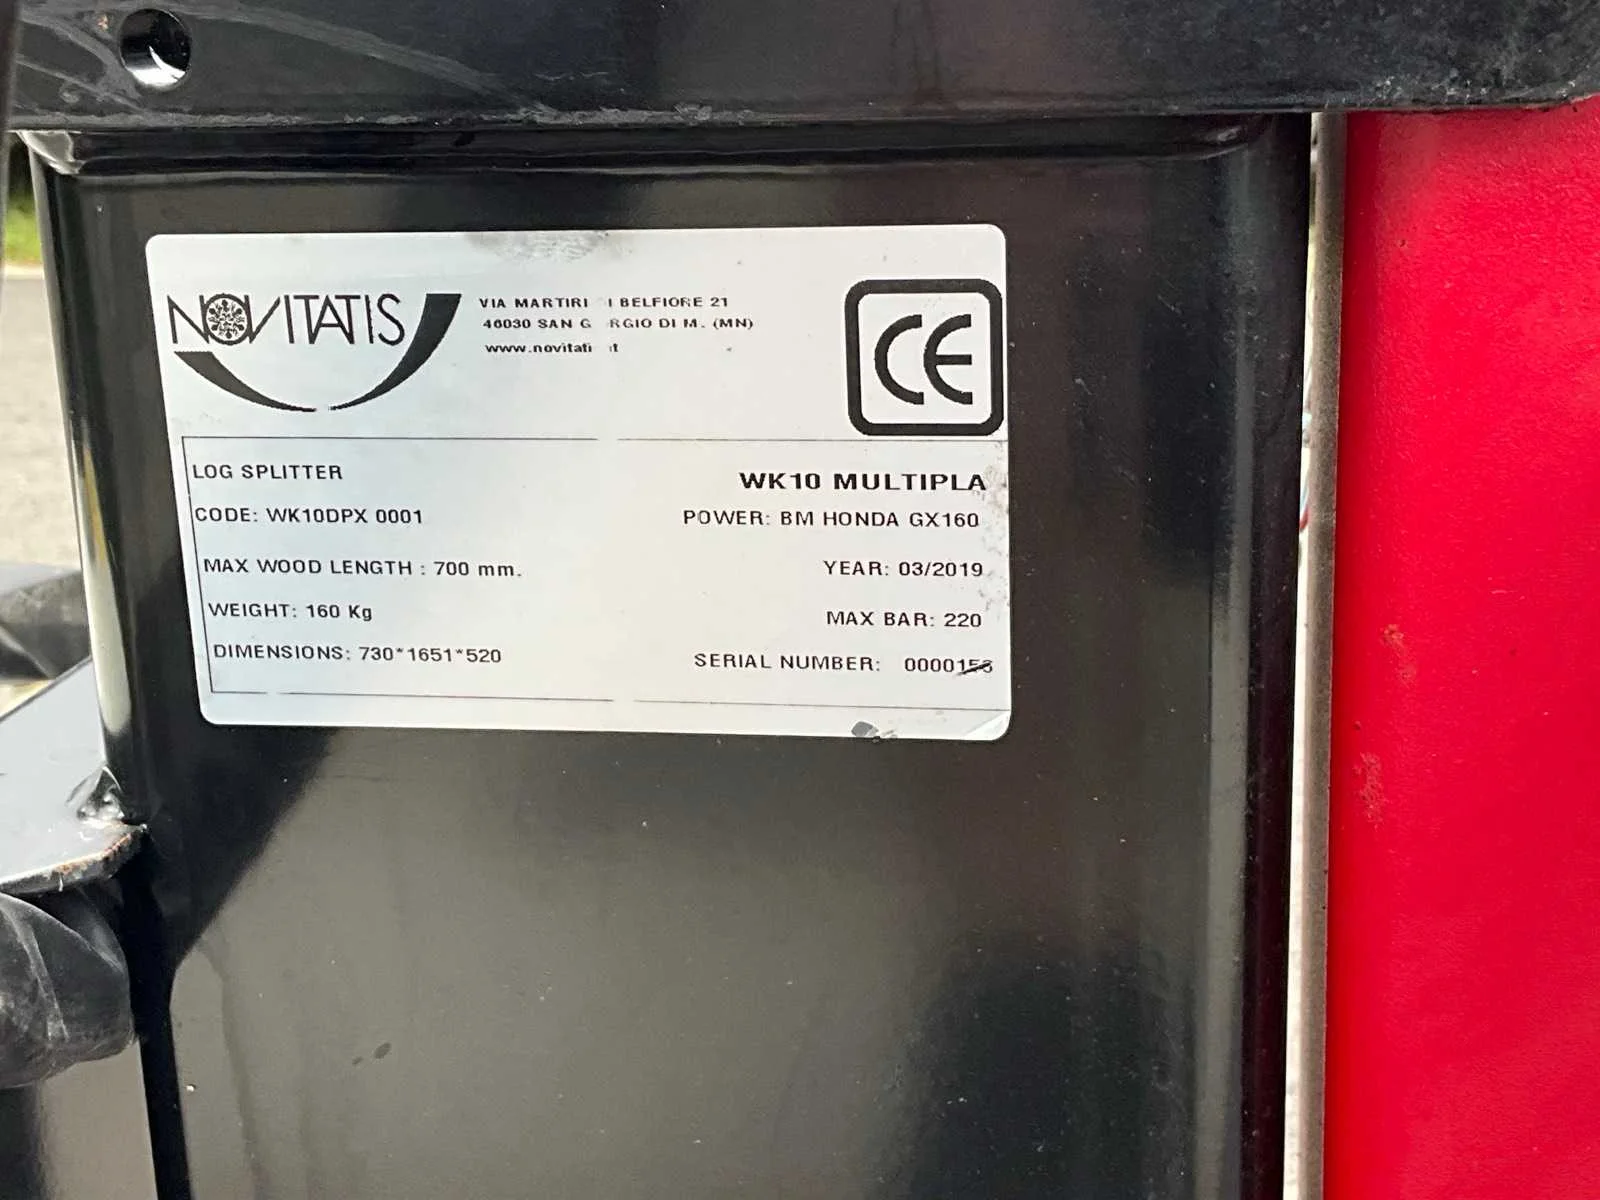 NOVITATIS
VIA MARTIRI BELFIORE 21
46030 SAN DI M. (MN)
CE
LOG SPLITTER
WK10 MULTIPLA
CODE: WK10DPX 0001
POWER: BM HONDA GX160
MAX WOOD LENGTH : 700 mm.
YEAR: 03/2019
WEIGHT: 160 Kg
MAX BAR: 220
DIMENSIONS: 730*1651*520
SERIAL NUMBER: